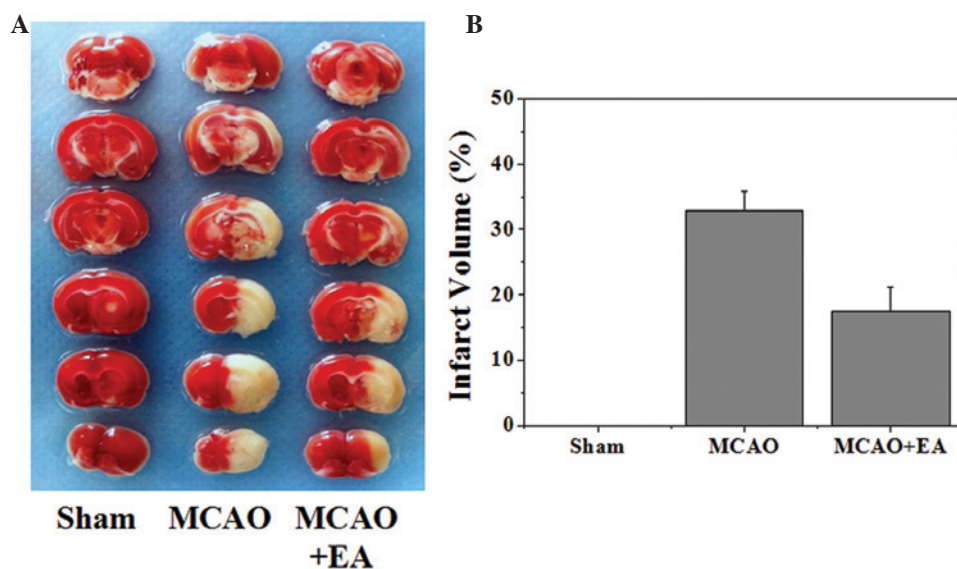 A
Sham MCAO MCAO
+EA
B
Infarct Volume (%)
50
40
30
20
10
0
Sham MCAO MCAO+EA